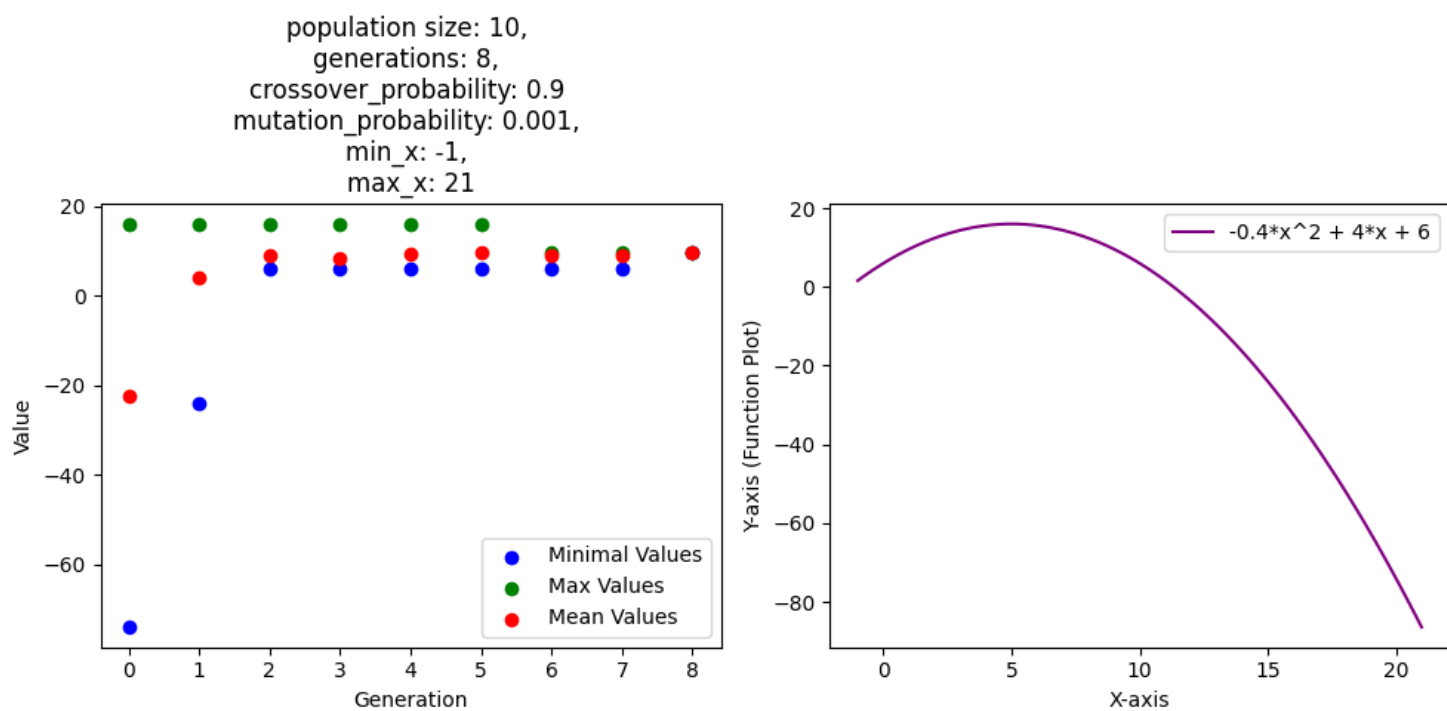 population size: 10,
generations: 8,
crossover_probability: 0.9
mutation_probability: 0.001,
min_x: -1,
max_x: 21
20
0
−20
−40
−60
Value
0 1 2 3 4 5 6 7 8
Generation
Minimal Values
Max Values
Mean Values
20
0
−20
−40
−60
−80
Y-axis (Function Plot)
0 5 10 15 20
X-axis
-0.4*x^2 + 4*x + 6